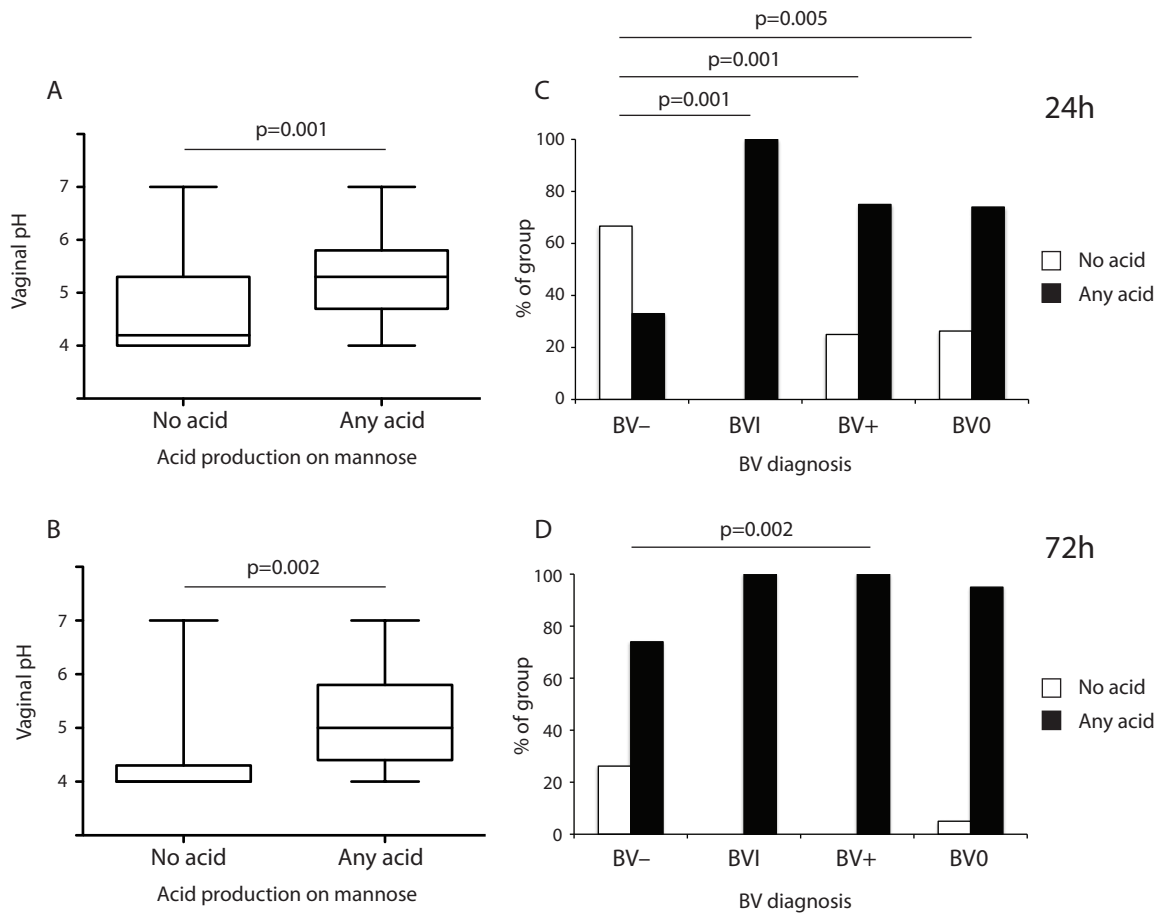 A
p=0.001
Vaginal pH
7
6
5
4
No acid Any acid
Acid production on mannose
p=0.005
p=0.001
C
p=0.001
24h
% of group
100
80
60
40
20
0
BV– BVI BV+ BV0
BV diagnosis
No acid
Any acid
B
p=0.002
Vaginal pH
7
6
5
4
No acid Any acid
Acid production on mannose
D
p=0.002
72h
% of group
100
80
60
40
20
0
BV– BVI BV+ BV0
BV diagnosis
No acid
Any acid